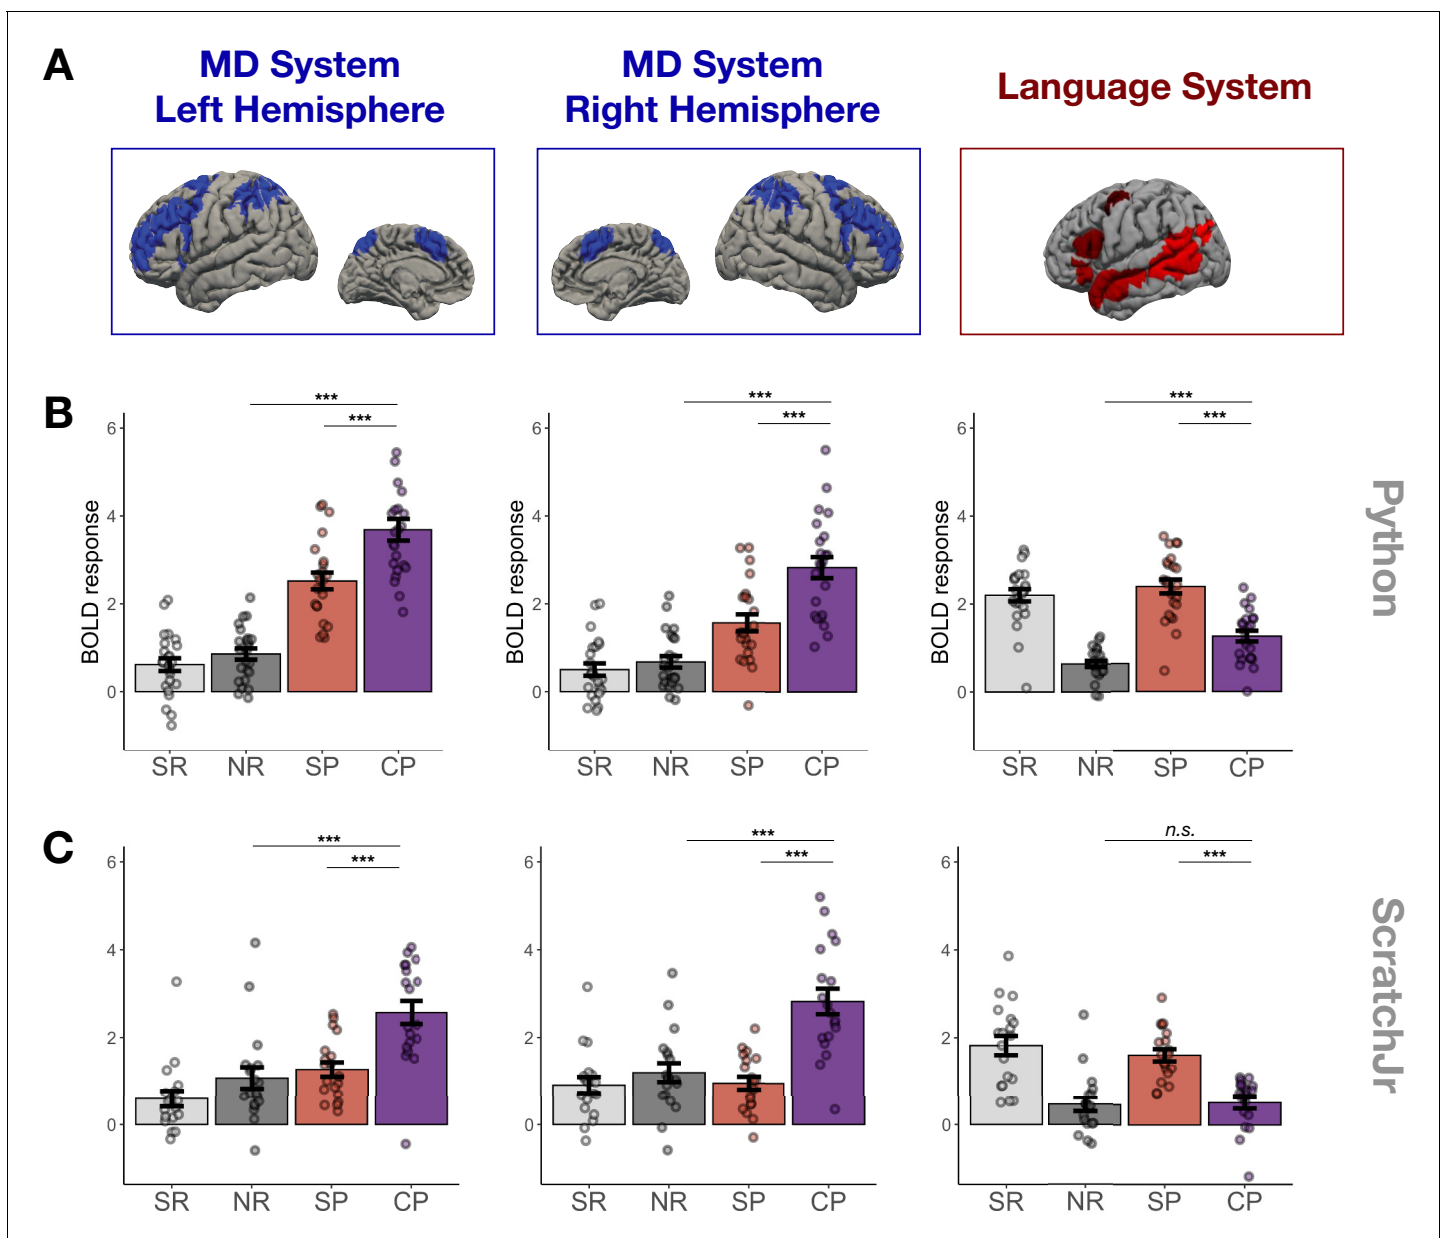 A
MD System
Left Hemisphere
MD System
Right Hemisphere
Language System
B
***
***
6
4
2
0
BOLD response
SR NR SP CP
***
***
6
4
2
0
BOLD response
SR NR SP CP
***
***
6
4
2
0
BOLD response
SR NR SP CP
Python
C
***
***
6
4
2
0
SR NR SP CP
***
***
6
4
2
0
SR NR SP CP
n.s.
***
6
4
2
0
SR NR SP CP
ScratchJr